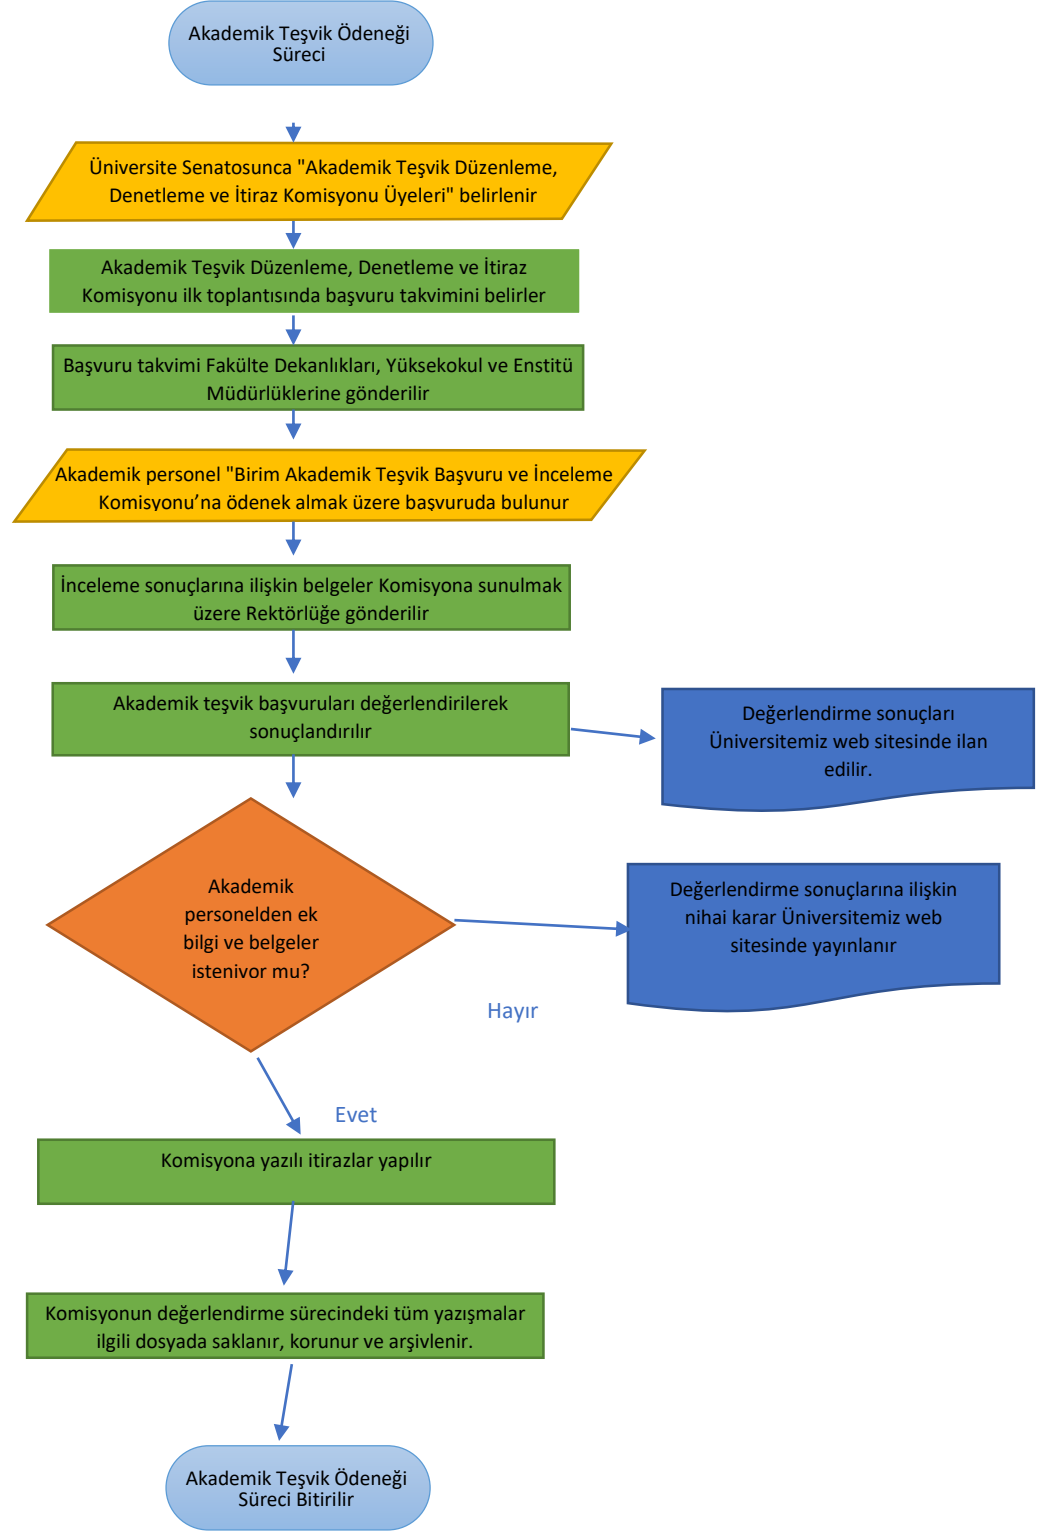 Akademik Teşvik Ödeneği
Süreci
Üniversite Senatosunca "Akademik Teşvik Düzenleme,
Denetleme ve İtiraz Komisyonu Üyeleri" belirlenir
Akademik Teşvik Düzenleme, Denetleme ve İtiraz
Komisyonu ilk toplantısında başvuru takvimini belirler
Başvuru takvimi Fakülte Dekanlıkları, Yüksekokul ve Enstitü
Müdürlüklerine gönderilir
Akademik personel "Birim Akademik Teşvik Başvuru ve İnceleme
Komisyonu’na ödenek almak üzere başvuruda bulunur
İnceleme sonuçlarına ilişkin belgeler Komisyona sunulmak
üzere Rektörlüğe gönderilir
Akademik teşvik başvuruları değerlendirilerek
sonuçlandırılır
Değerlendirme sonuçları
Üniversitemiz web sitesinde ilan
edilir.
Akademik
personelden ek
bilgi ve belgeler
istenivor mu?
Değerlendirme sonuçlarına ilişkin
nihai karar Üniversitemiz web
sitesinde yayınlanır
Hayır
Evet
Komisyona yazılı itirazlar yapılır
Komisyonun değerlendirme sürecindeki tüm yazışmalar
ilgili dosyada saklanır, korunur ve arşivlenir.
Akademik Teşvik Ödeneği
Süreci Bitirilir